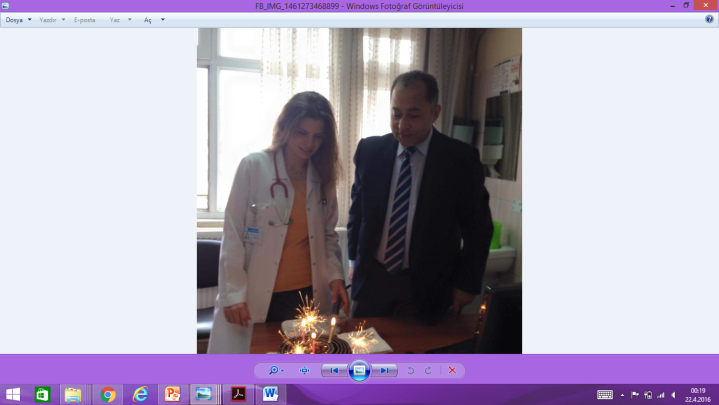 FB_IMG_1461273468899 - Windows Fotoğraf Görüntüleyicisi
Dosya Yazdır E-posta Yaz Aç
00:19
22.4.2016